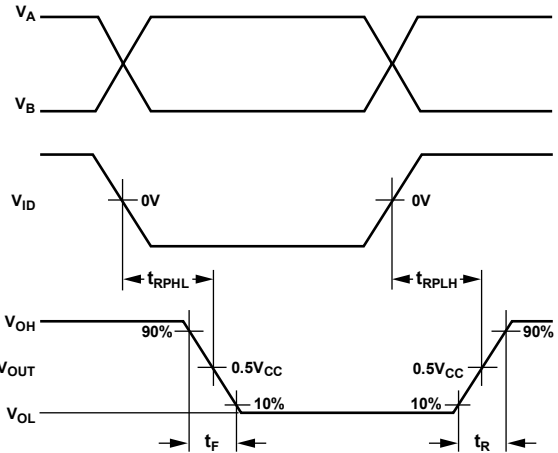 VA
VB
VID
0V
0V
tRPHL
tRPLH
VOH
90%
90%
VOUT
0.5VCC
0.5VCC
10%
10%
VOL
tF
tR